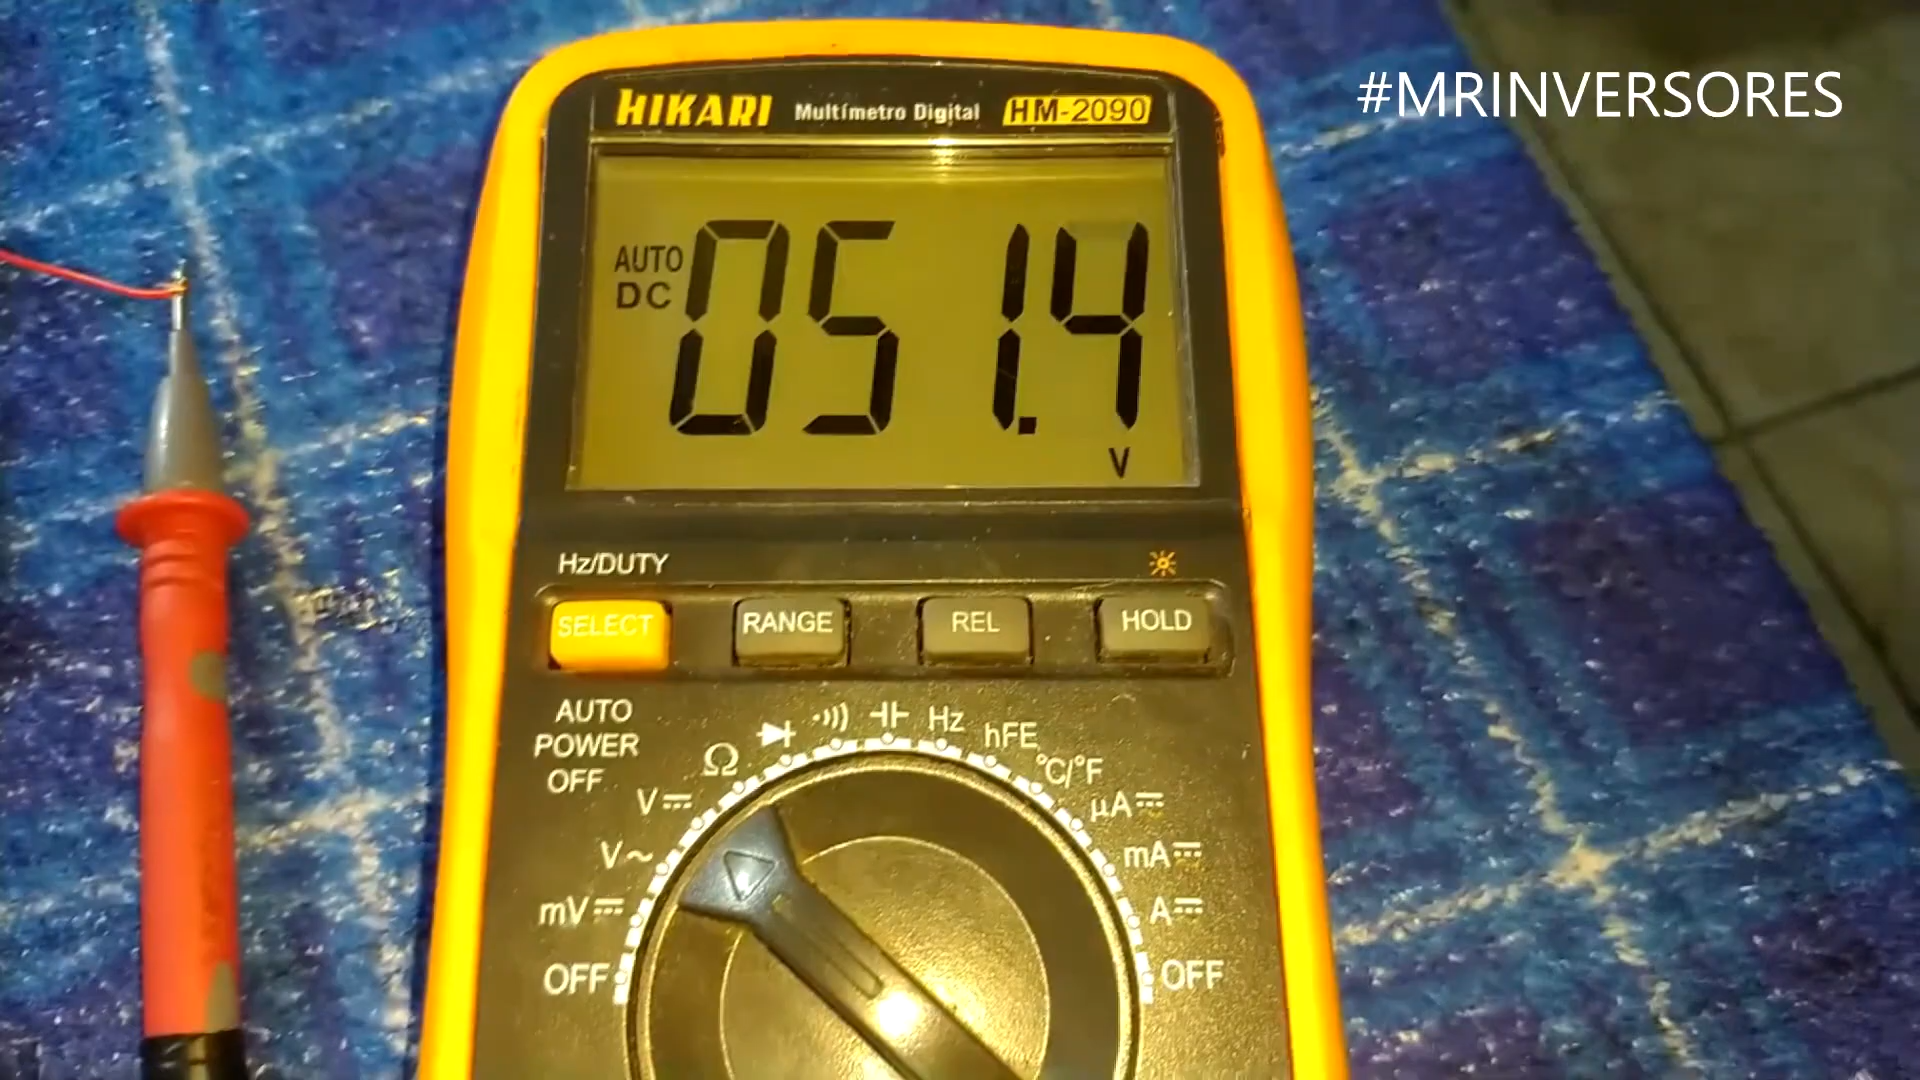 #MRINVERSORES
HIKARI Multímetro Digital HM-2090
AUTO
DC
051.4
V
Hz/DUTY
SELECT RANGE REL HOLD
AUTO
POWER
OFF
Ω
Hz
hFE
°C/°F
V⎓
µA⎓
V~
mA⎓
mV⎓
A⎓
OFF
OFF